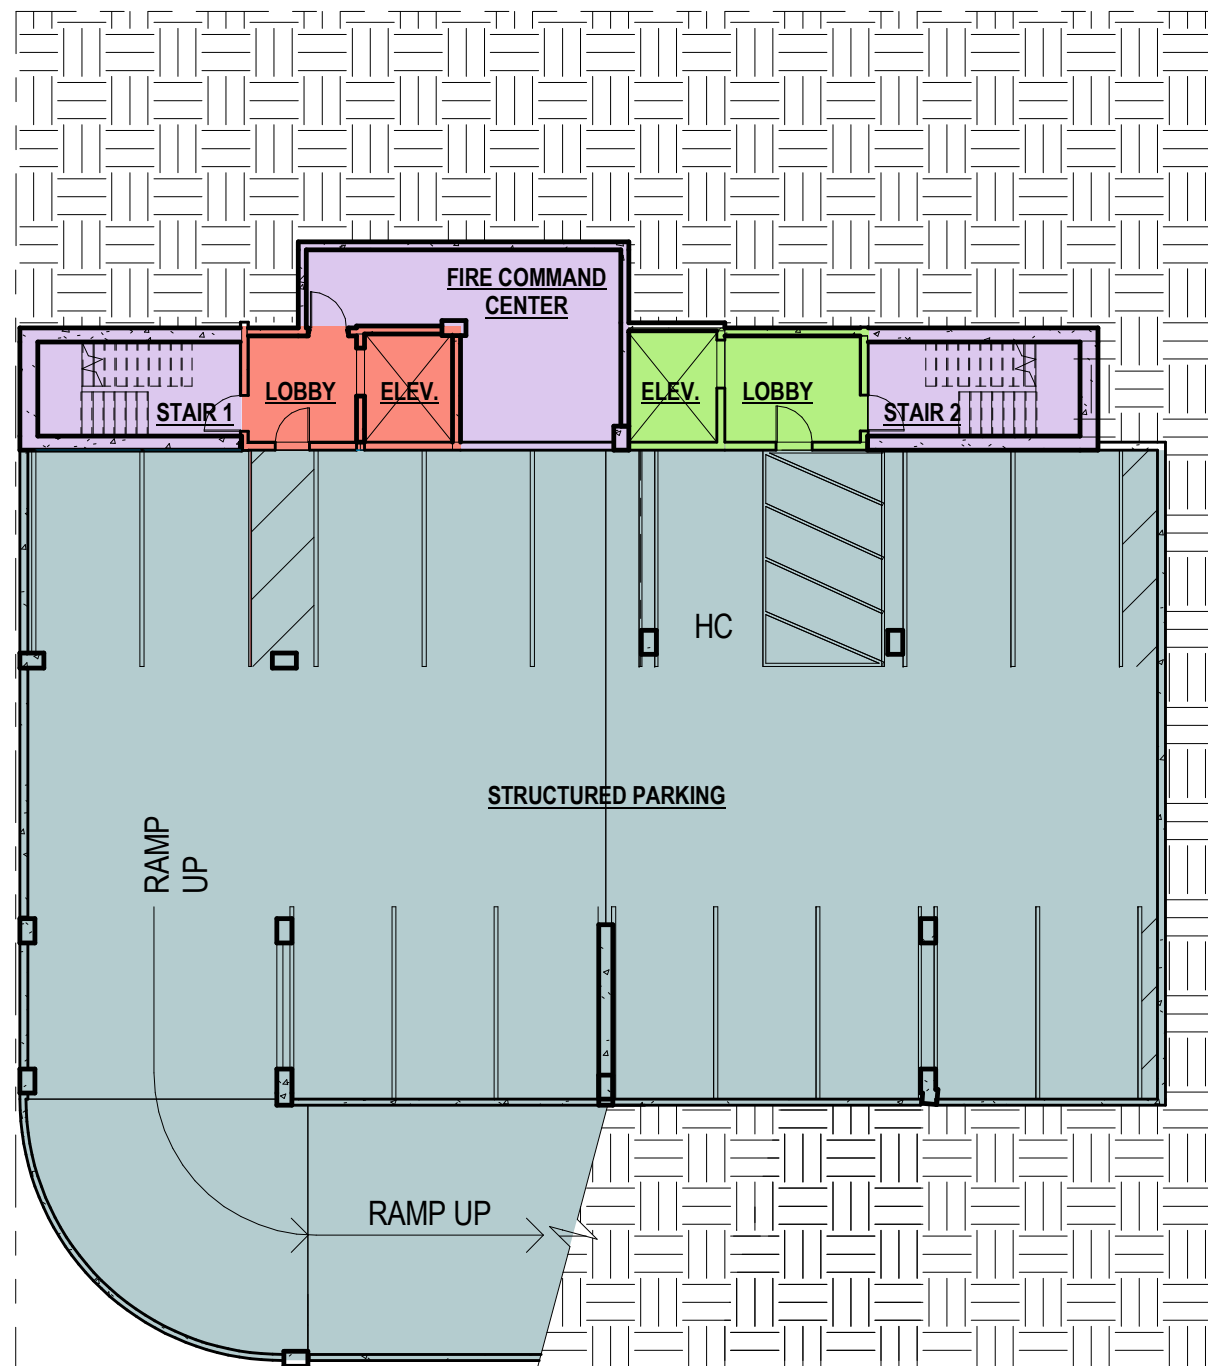 FIRE COMMAND
CENTER
LOBBY
ELEV.
ELEV.
LOBBY
STAIR 1
STAIR 2
HC
STRUCTURED PARKING
RAMP
UP
RAMP UP